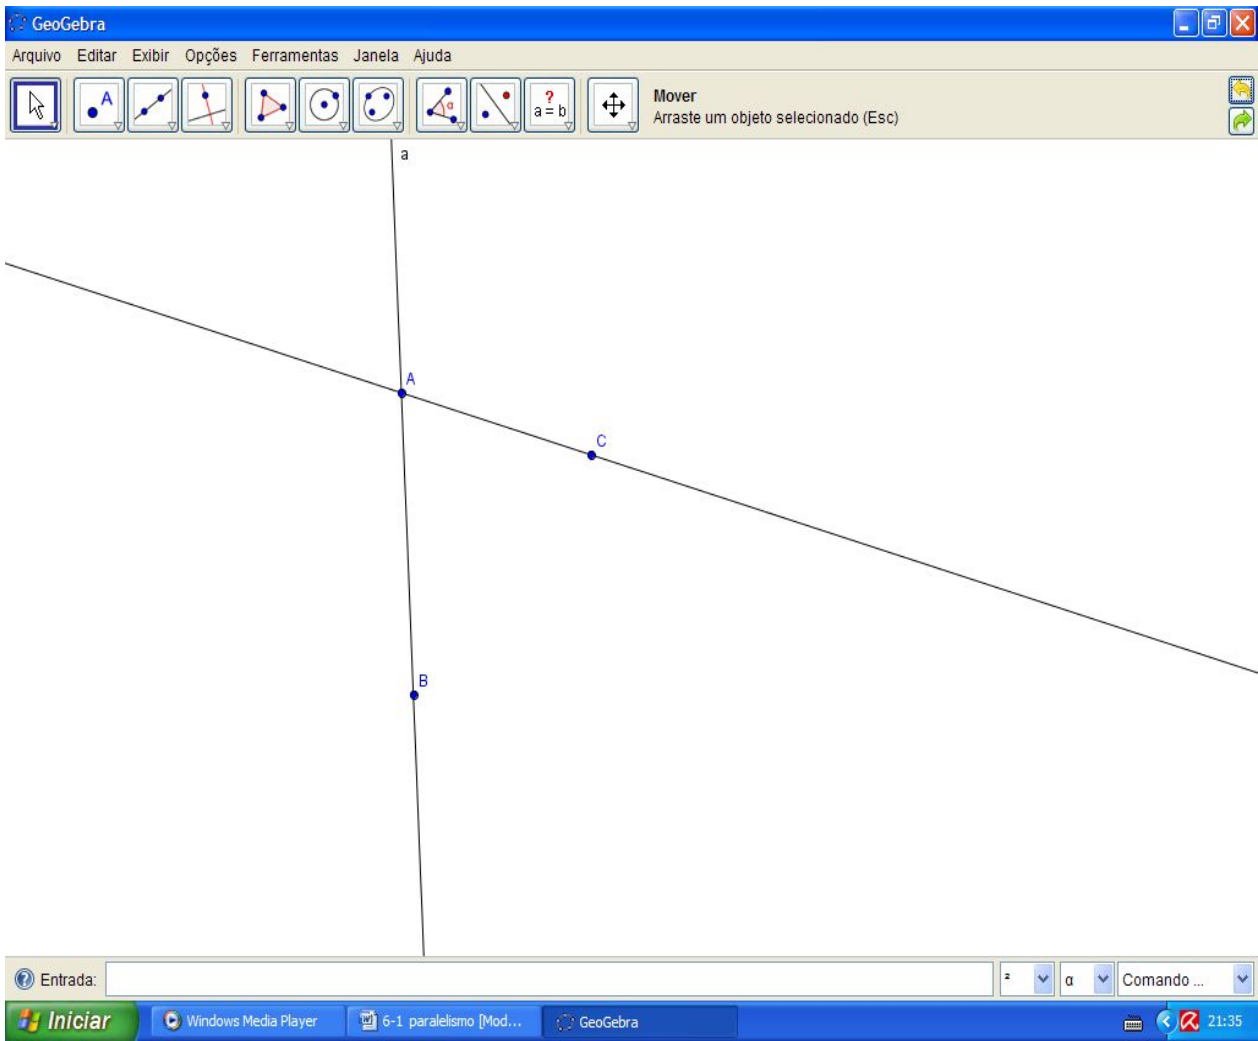 GeoGebra
Arquivo Editar Exibir Opções Ferramentas Janela Ajuda
A
α
?
a = b
Mover
Arraste um objeto selecionado (Esc)
a
A
C
B
Entrada:
²
α
Comando ...
Iniciar
Windows Media Player
6-1 paralelismo [Mod...
GeoGebra
21:35